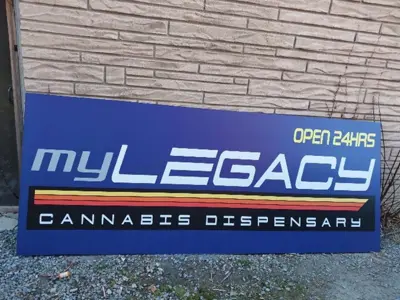 OPEN 24HRS
myLEGACY
CANNABIS DISPENSARY